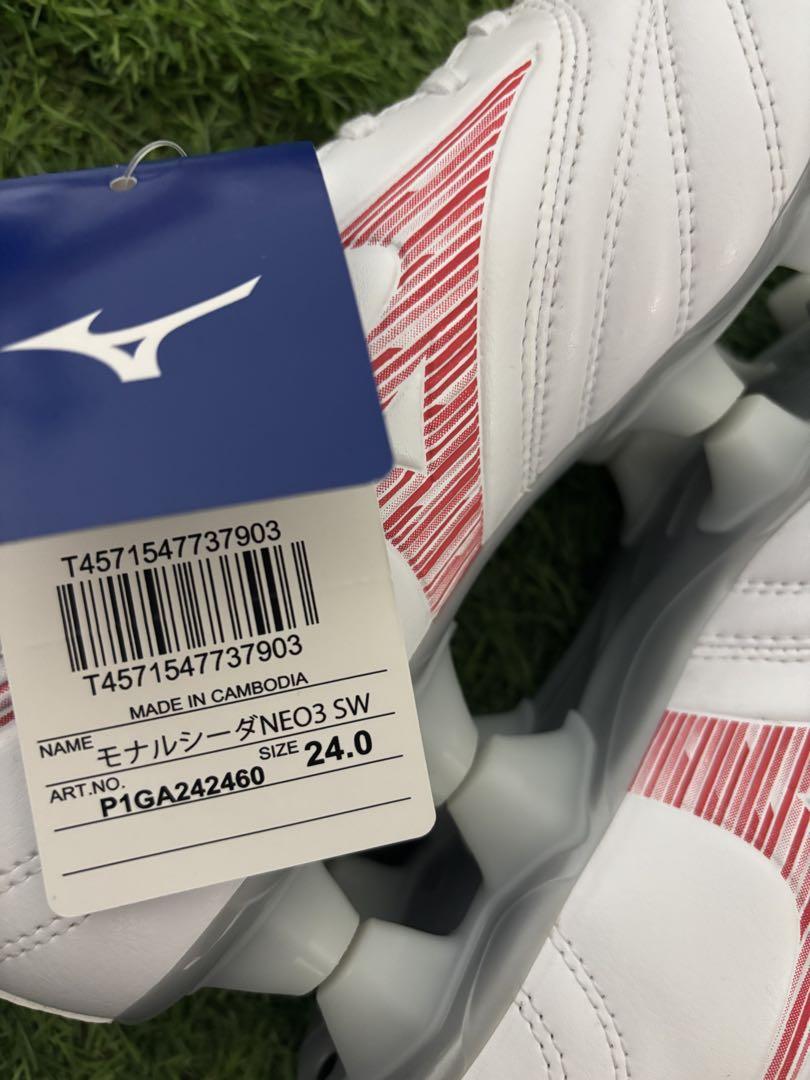 T4571547737903
T4571547737903
MADE IN CAMBODIA
NAME モナルシーダNEO3 SW
ART.NO. P1GA242460 SIZE 24.0